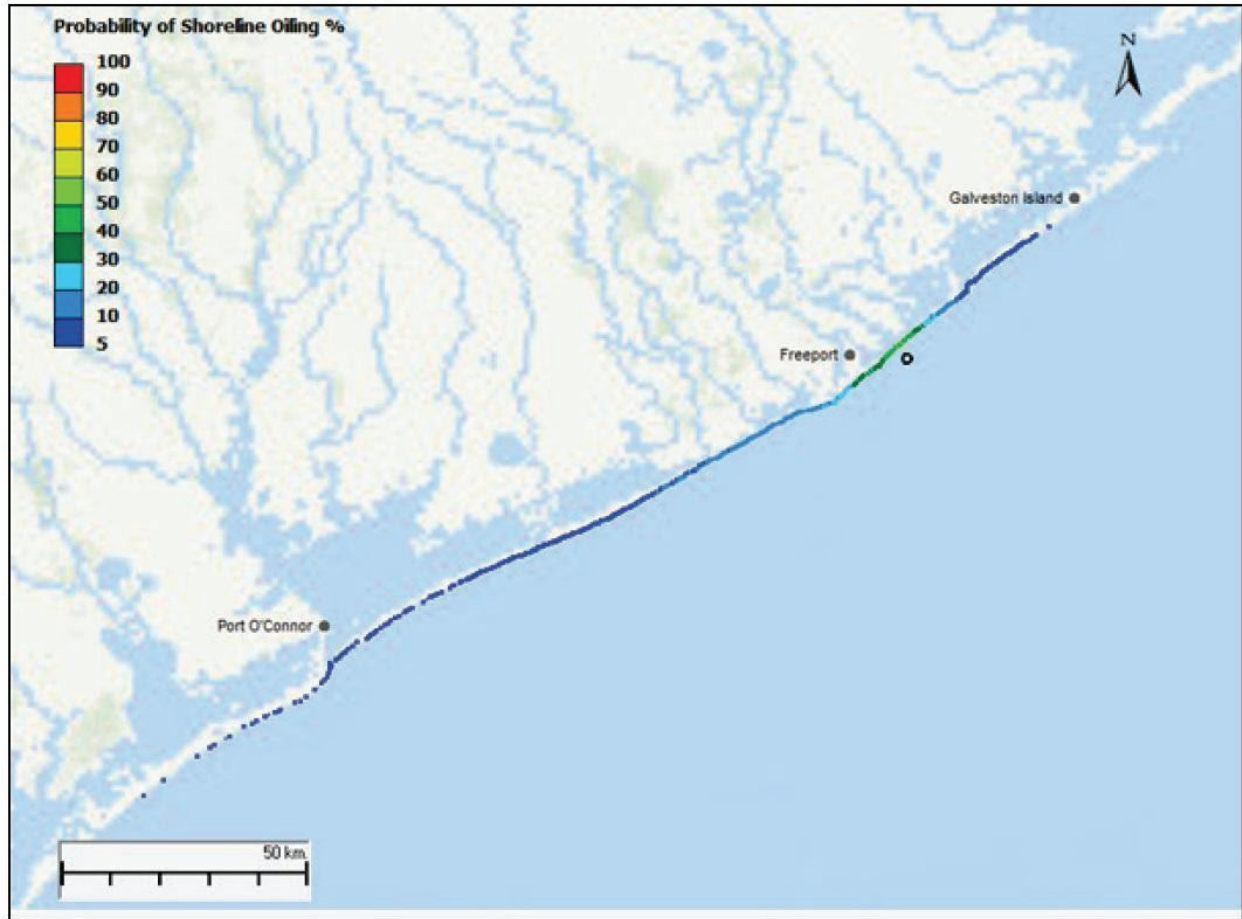 Probability of Shoreline Oiling %
100
90
80
70
60
50
40
30
20
10
5
N
Galveston Island
Freeport
Port O'Connor
50 km.